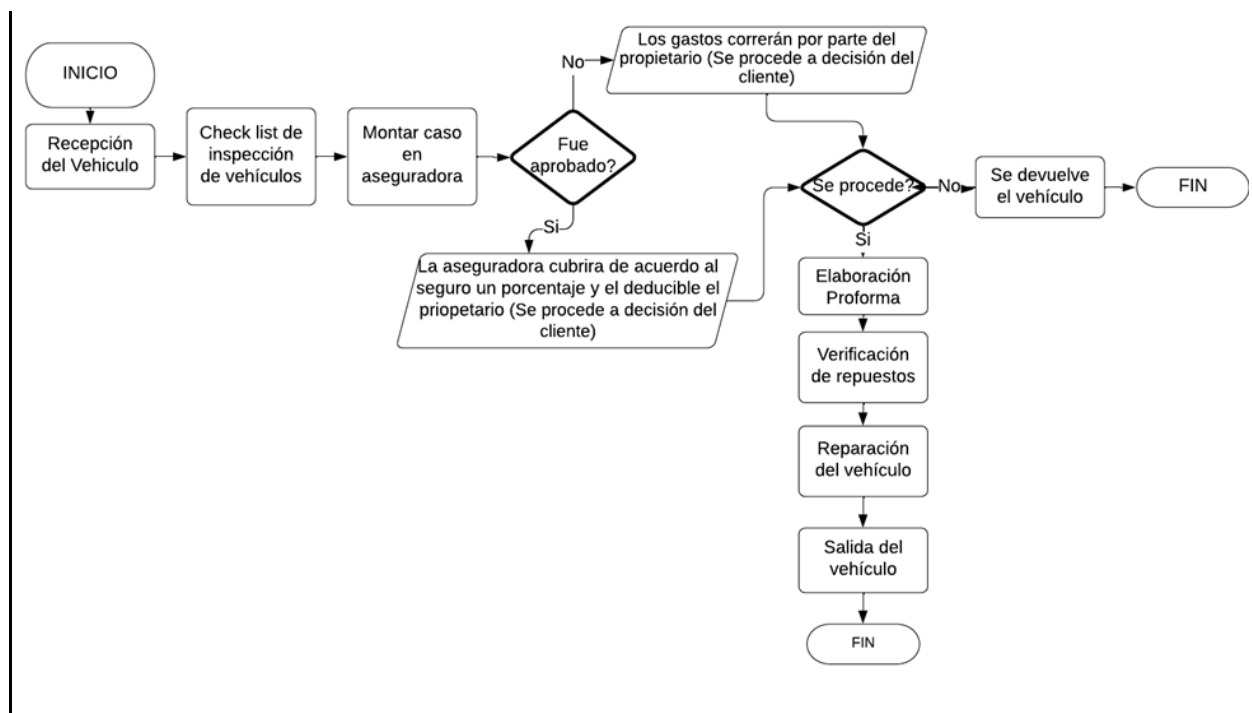 INICIO
Recepción
del Vehiculo
Check list de
inspección
de vehículos
Montar caso
en
aseguradora
Fue
aprobado?
No
Los gastos correrán por parte del
propietario (Se procede a decisión del
cliente)
Si
La aseguradora cubrira de acuerdo al
seguro un porcentaje y el deducible el
priopetario (Se procede a decisión del
cliente)
Se procede?
No
Se devuelve
el vehículo
FIN
Si
Elaboración
Proforma
Verificación
de repuestos
Reparación
del vehículo
Salida del
vehículo
FIN